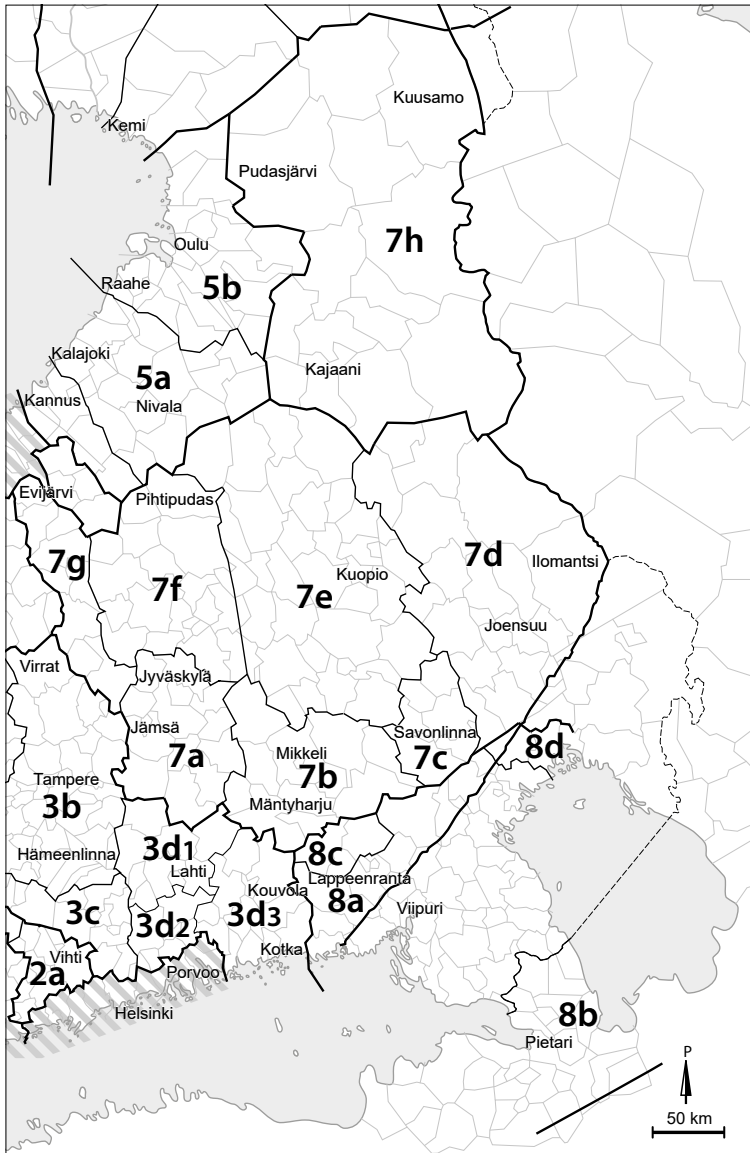 Kuusamo
Kemi
Pudasjärvi
7h
Oulu
5b
Raahe
Kalajoki
Kajaani
5a
Kannus
Nivala
Evijärvi
Pihtipudas
7g
7d
Ilomantsi
7f
Kuopio
7e
Joensuu
Virrat
Jyväskylä
Jämsä
Savonlinna
7a
Mikkeli
7c
8d
7b
Tampere
Mäntyharju
3b
Hämeenlinna
3d1
8c
Lahti
Lappeenranta
Kouvola
8a
3c
3d2
3d3
Viipuri
Vihti
Kotka
2a
Porvoo
Helsinki
8b
Pietari
P
50 km